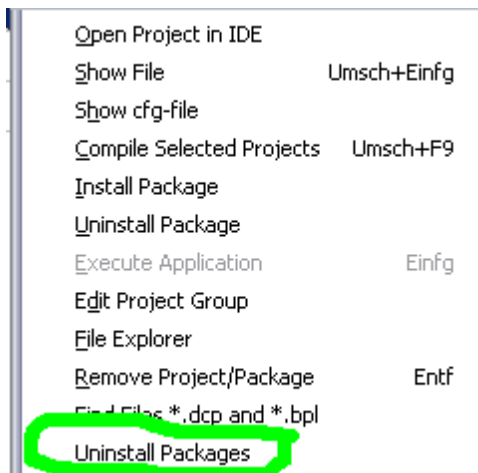 Open Project in IDE
Show File Umsch+Einfg
Show cfg-file
Compile Selected Projects Umsch+F9
Install Package
Uninstall Package
Execute Application Einfg
Edit Project Group
File Explorer
Remove Project/Package Entf
Find Files *.dcp and *.bpl
Uninstall Packages